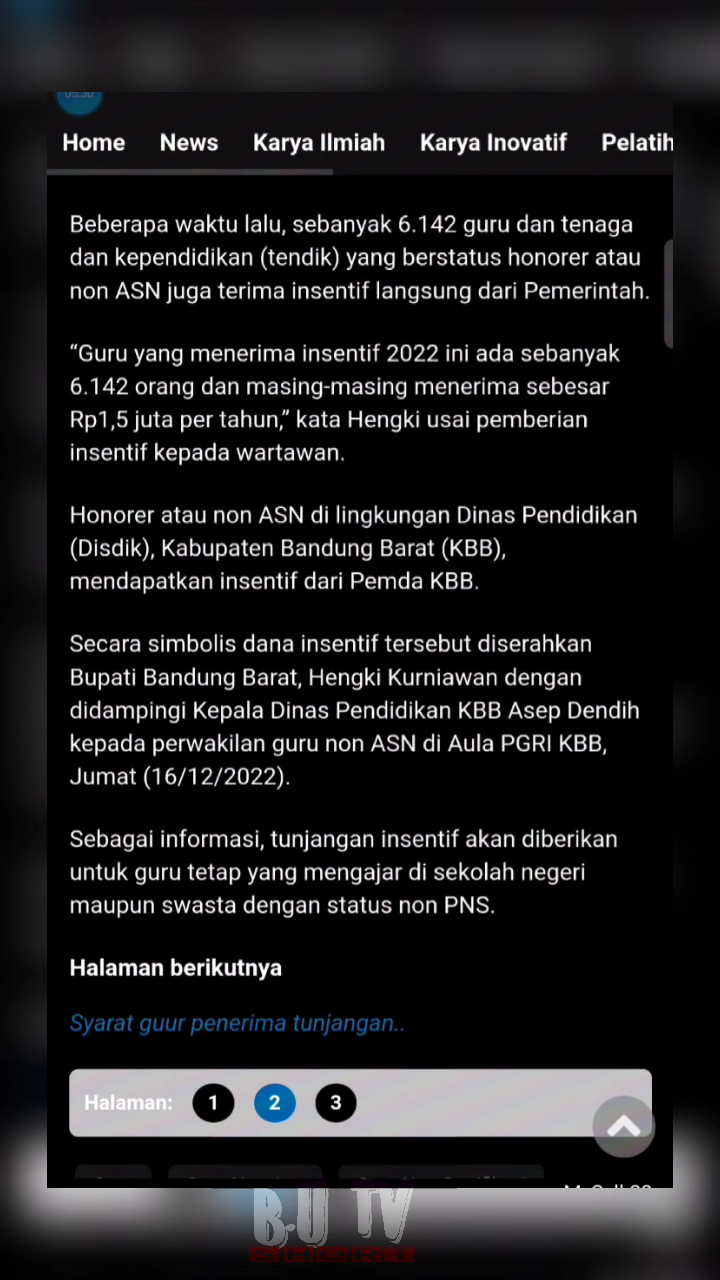 05:30
Home News Karya Ilmiah Karya Inovatif Pelatih
Beberapa waktu lalu, sebanyak 6.142 guru dan tenaga
dan kependidikan (tendik) yang berstatus honorer atau
non ASN juga terima insentif langsung dari Pemerintah.
“Guru yang menerima insentif 2022 ini ada sebanyak
6.142 orang dan masing-masing menerima sebesar
Rp1,5 juta per tahun,” kata Hengki usai pemberian
insentif kepada wartawan.
Honorer atau non ASN di lingkungan Dinas Pendidikan
(Disdik), Kabupaten Bandung Barat (KBB),
mendapatkan insentif dari Pemda KBB.
Secara simbolis dana insentif tersebut diserahkan
Bupati Bandung Barat, Hengki Kurniawan dengan
didampingi Kepala Dinas Pendidikan KBB Asep Dendih
kepada perwakilan guru non ASN di Aula PGRI KBB,
Jumat (16/12/2022).
Sebagai informasi, tunjangan insentif akan diberikan
untuk guru tetap yang mengajar di sekolah negeri
maupun swasta dengan status non PNS.
Halaman berikutnya
Syarat guur penerima tunjangan..
Halaman: 1 2 3
B.U TV